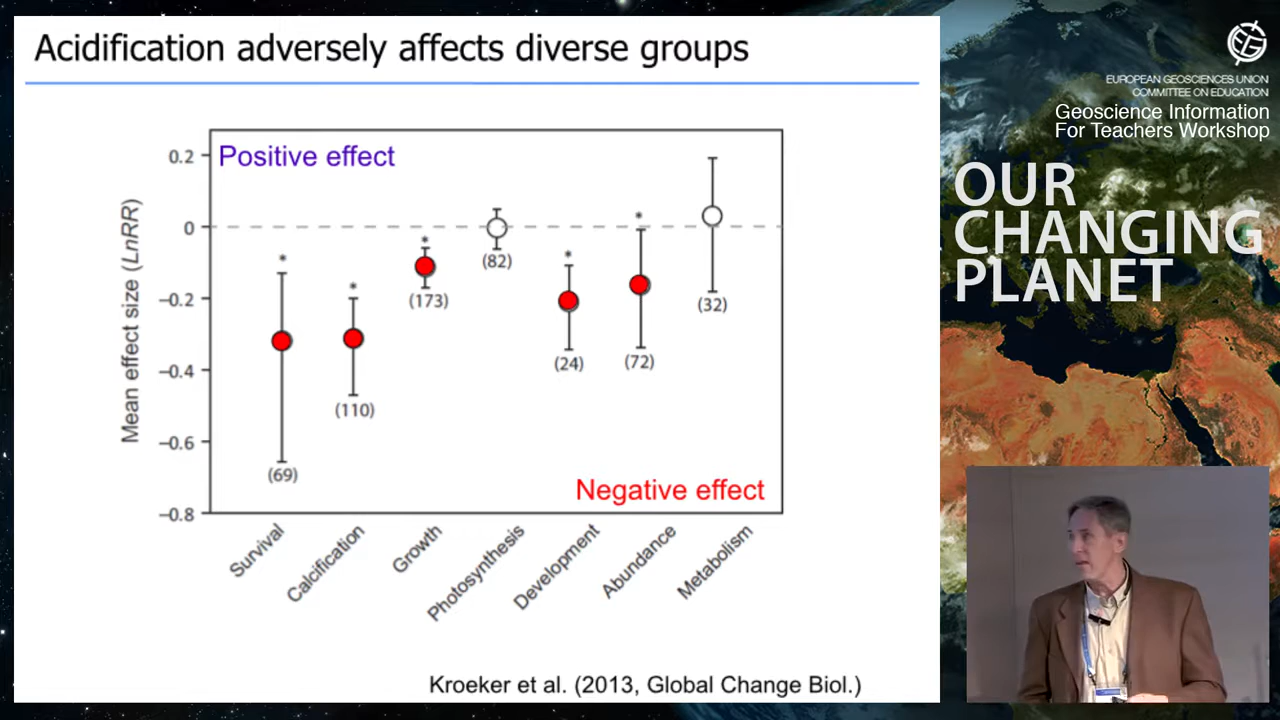 Acidification adversely affects diverse groups
Positive effect
0.2
0
−0.2
−0.4
−0.6
−0.8
Mean effect size (LnRR)
*
(69)
*
(110)
*
(173)
(82)
*
(24)
*
(72)
(32)
Negative effect
Survival
Calcification
Growth
Photosynthesis
Development
Abundance
Metabolism
Kroeker et al. (2013, Global Change Biol.)
EGU
EUROPEAN GEOSCIENCES UNION
COMMITTEE ON EDUCATION
Geoscience Information
For Teachers Workshop
OUR
CHANGING
PLANET